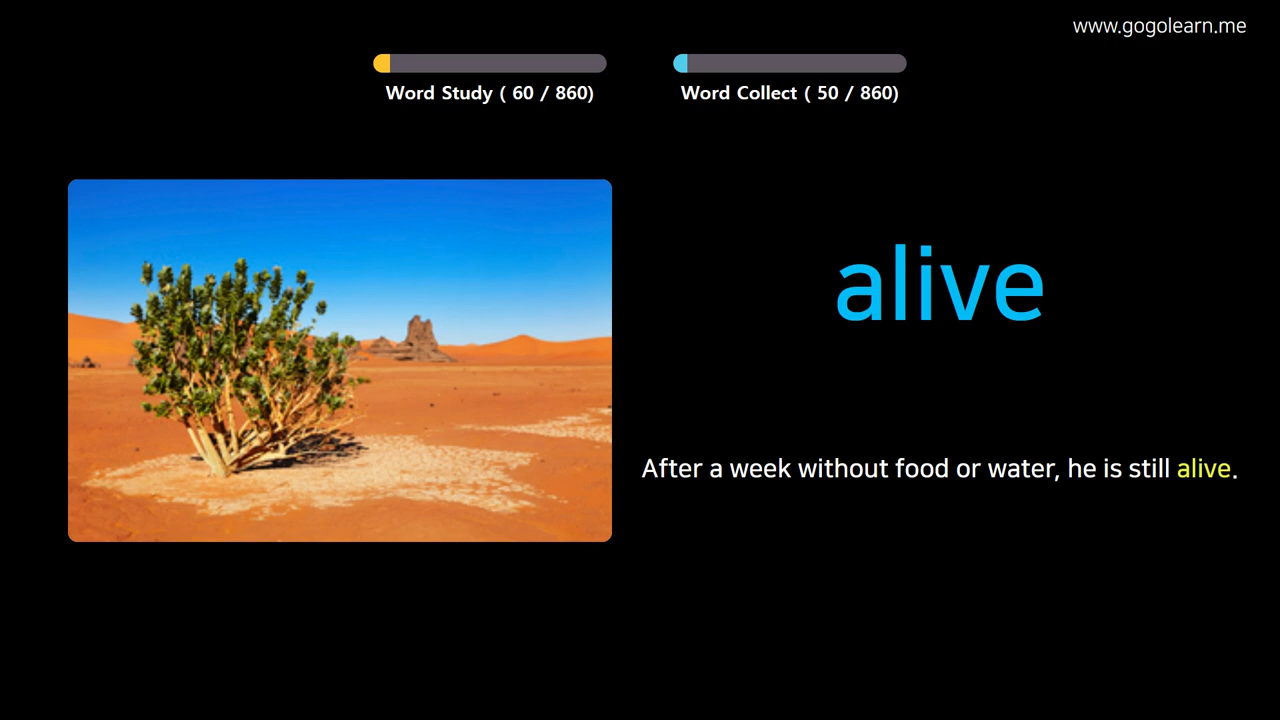 www.gogolearn.me
Word Study ( 60 / 860)
Word Collect ( 50 / 860)
alive
After a week without food or water, he is still alive.